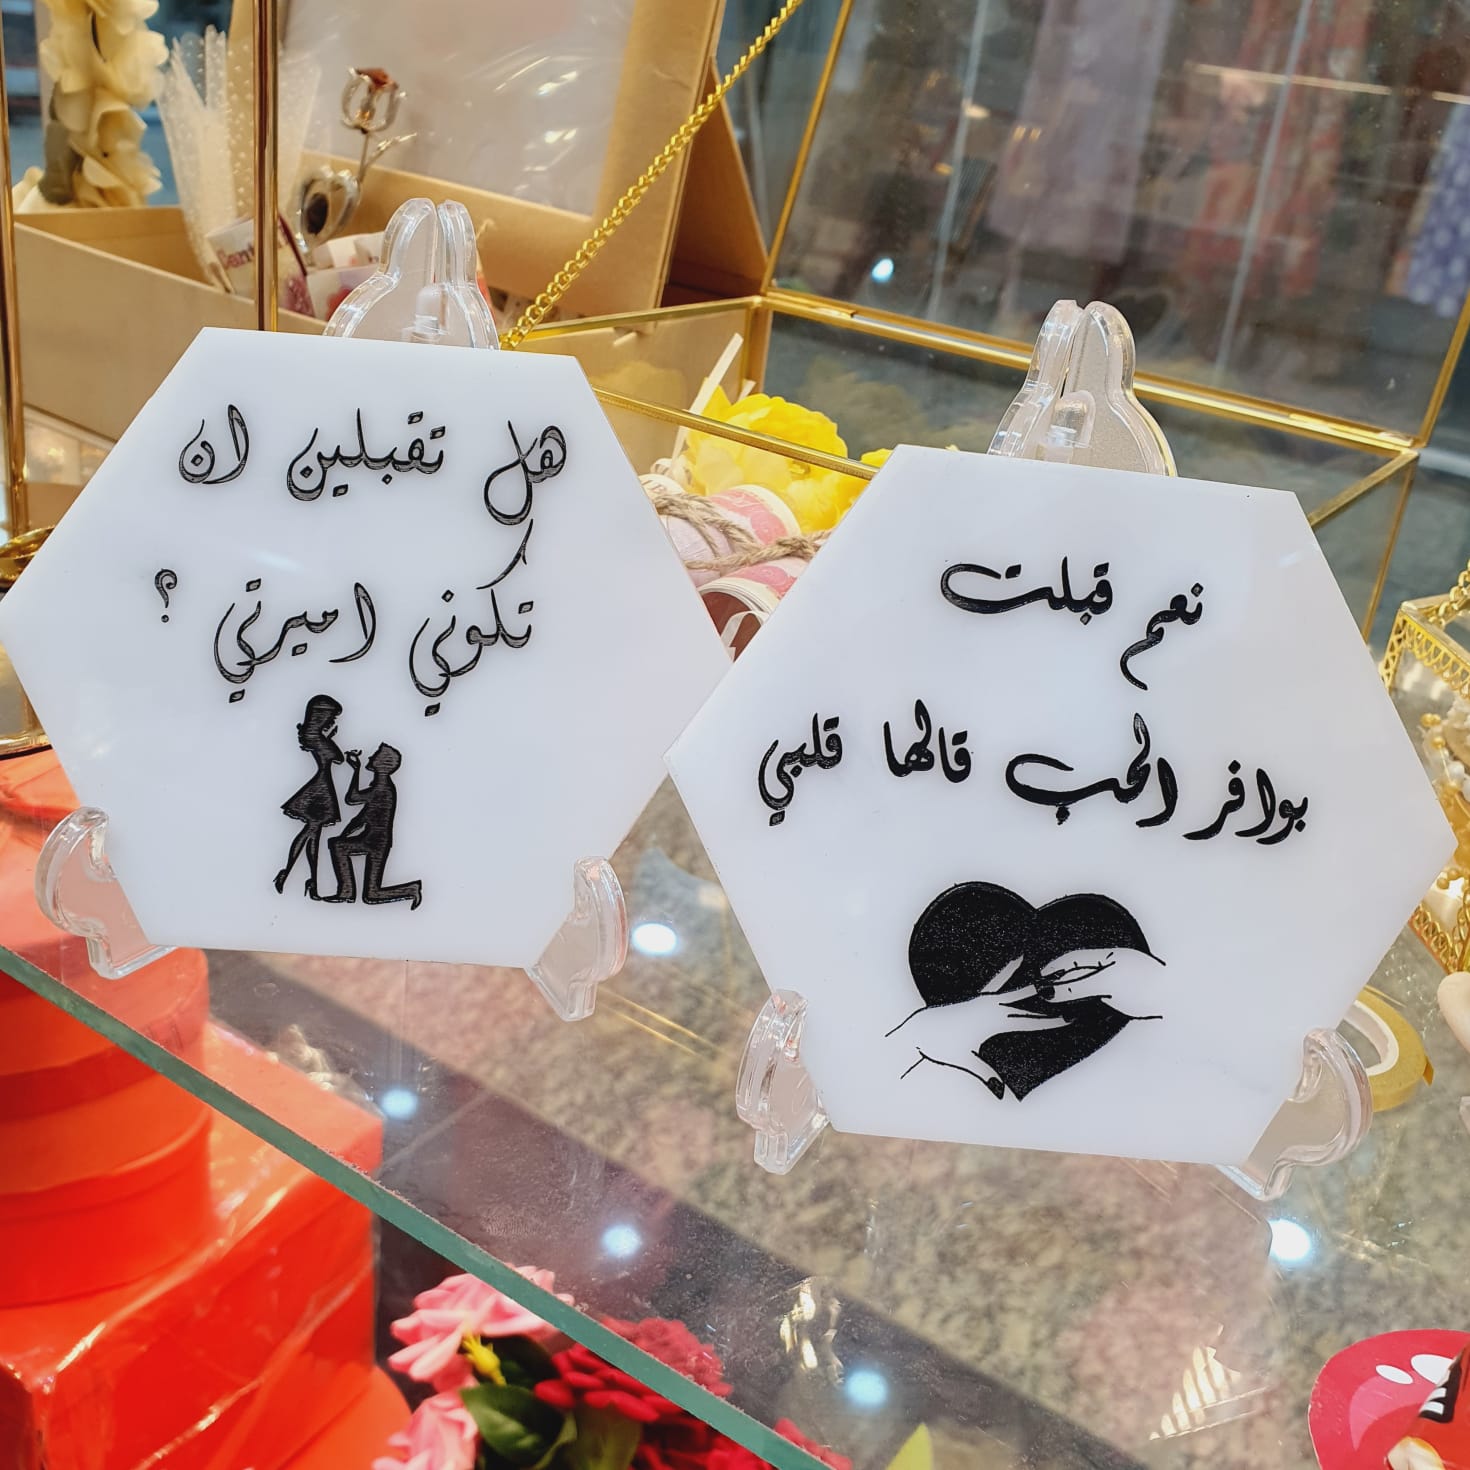 هل تقبلين ان
تكوني اميرتي ؟
نعم قبلت
بوافر الحب قالها قلبي